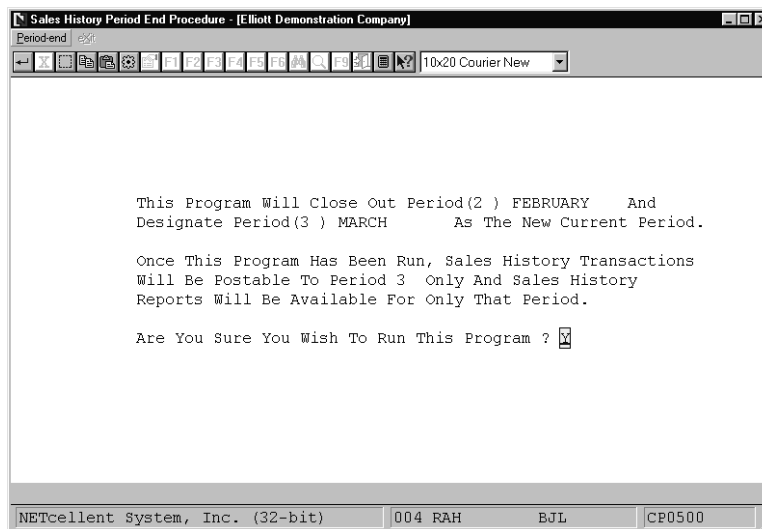 Sales History Period End Procedure - [Elliott Demonstration Company]
Period-end eXit
F1 F2 F3 F4 F5 F6 F9 10x20 Courier New
This Program Will Close Out Period(2 ) FEBRUARY And
Designate Period(3 ) MARCH As The New Current Period.
Once This Program Has Been Run, Sales History Transactions
Will Be Postable To Period 3 Only And Sales History
Reports Will Be Available For Only That Period.
Are You Sure You Wish To Run This Program ? Y
NETcellent System, Inc. (32-bit) 004 RAH BJL CP0500